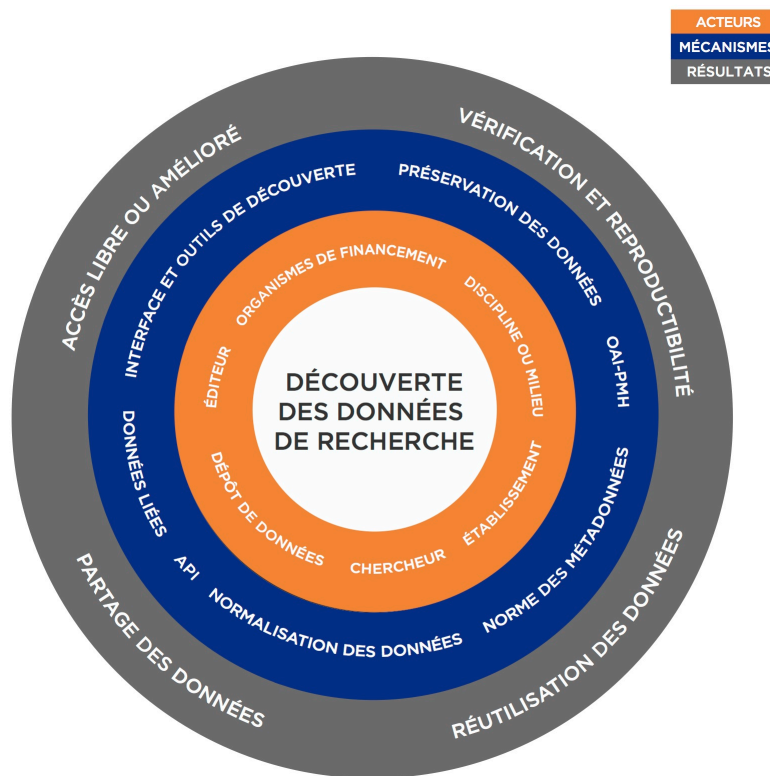 ACTEURS
MÉCANISMES
RÉSULTATS
ACCÈS LIBRE OU AMÉLIORÉ
VÉRIFICATION ET REPRODUCTIBILITÉ
RÉUTILISATION DES DONNÉES
PARTAGE DES DONNÉES
INTERFACE ET OUTILS DE DÉCOUVERTE
PRÉSERVATION DES DONNÉES
OAI-PMH
NORME DES MÉTADONNÉES
NORMALISATION DES DONNÉES
API
DONNÉES LIÉES
ORGANISMES DE FINANCEMENT
DISCIPLINE OU MILIEU
ÉTABLISSEMENT
CHERCHEUR
DÉPÔT DE DONNÉES
ÉDITEUR
DÉCOUVERTE
DES DONNÉES
DE RECHERCHE